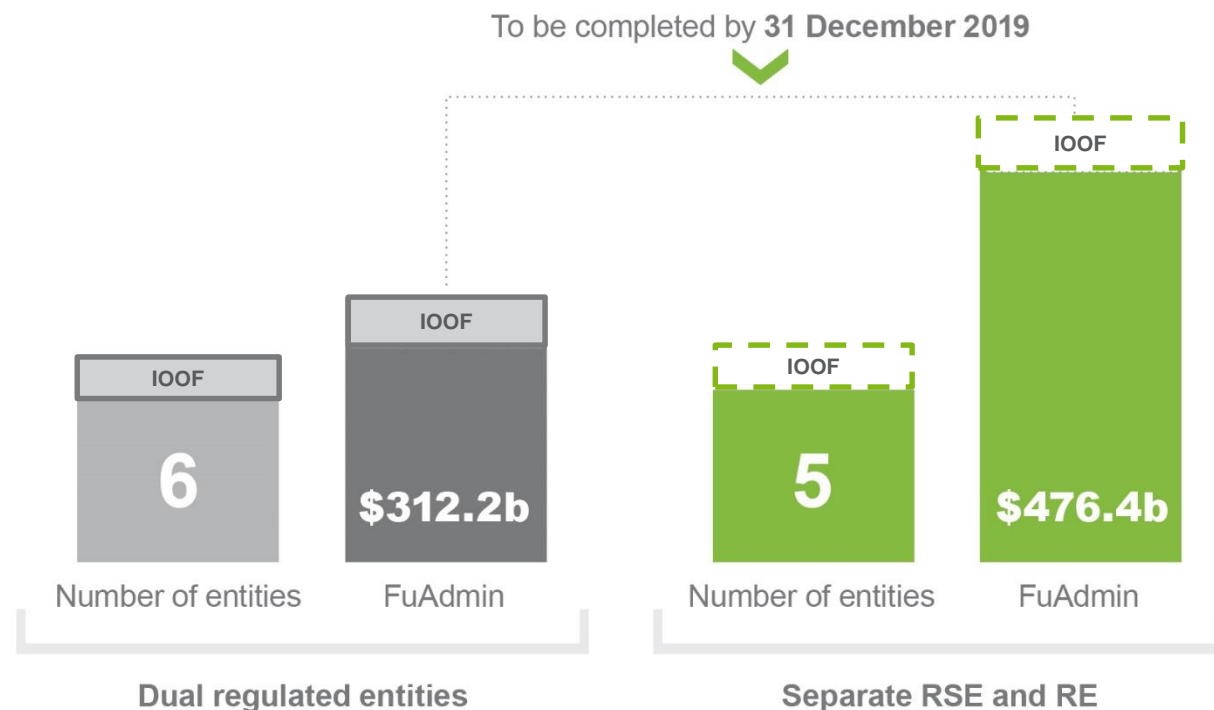 To be completed by 31 December 2019
IOOF
IOOF
IOOF
IOOF
6
$312.2b
5
$476.4b
Number of entities
FuAdmin
Number of entities
FuAdmin
Dual regulated entities
Separate RSE and RE